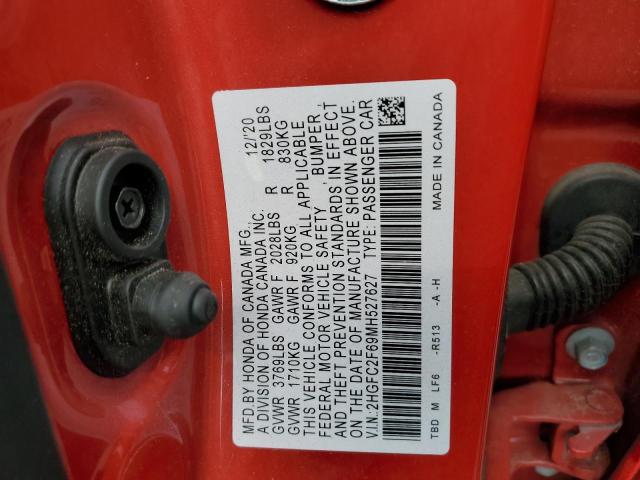 MFD.BY HONDA OF CANADA MFG., 12/'20
A DIVISION OF HONDA CANADA INC.
GVWR 3769LBS GAWR F 2028LBS R 1829LBS
GVWR 1710KG GAWR F 920KG R 830KG
THIS VEHICLE CONFORMS TO ALL APPLICABLE
FEDERAL MOTOR VEHICLE SAFETY , BUMPER ,
AND THEFT PREVENTION STANDARDS IN EFFECT
ON THE DATE OF MANUFACTURE SHOWN ABOVE.
V.I.N.:2HGFC2F69MH527627 TYPE: PASSENGER CAR
TBD M LF6 -R513 -A -H MADE IN CANADA